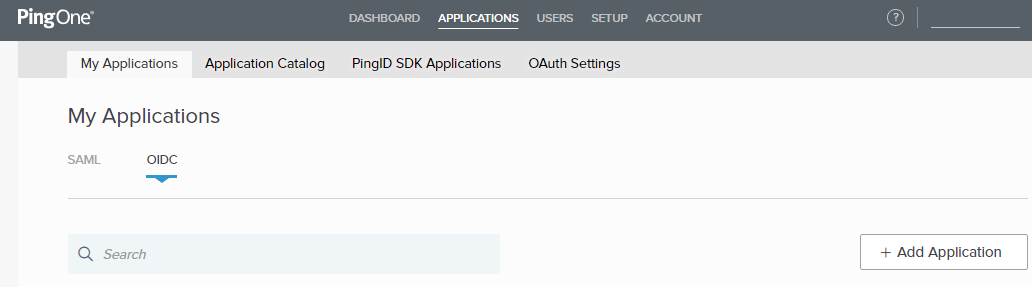 PingOne® DASHBOARD APPLICATIONS USERS SETUP ACCOUNT ?
My Applications Application Catalog PingID SDK Applications OAuth Settings
My Applications
SAML OIDC
Search + Add Application